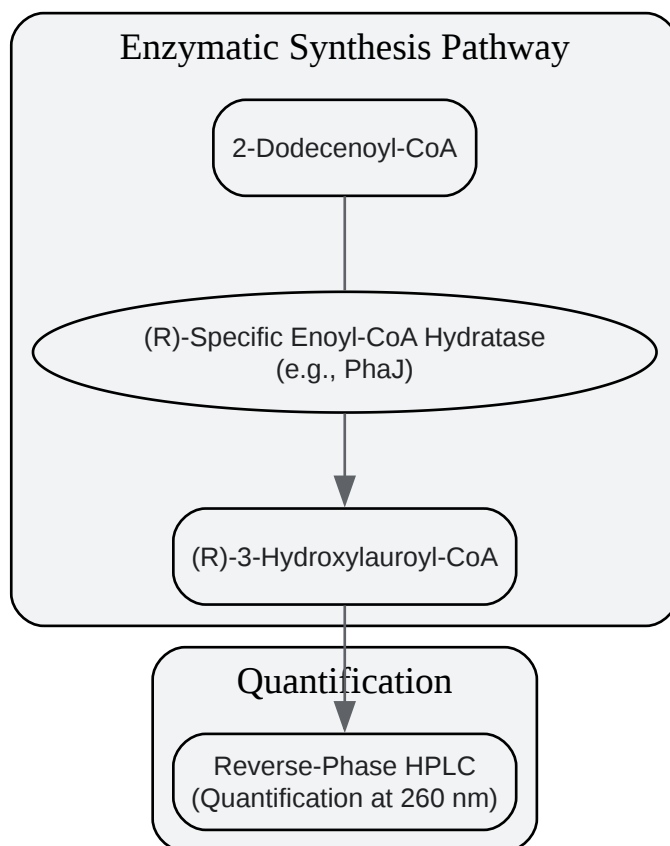 Enzymatic Synthesis Pathway
2-Dodecenoyl-CoA
(R)-Specific Enoyl-CoA Hydratase
(e.g., PhaJ)
(R)-3-Hydroxylauroyl-CoA
Quantification
Reverse-Phase HPLC
(Quantification at 260 nm)